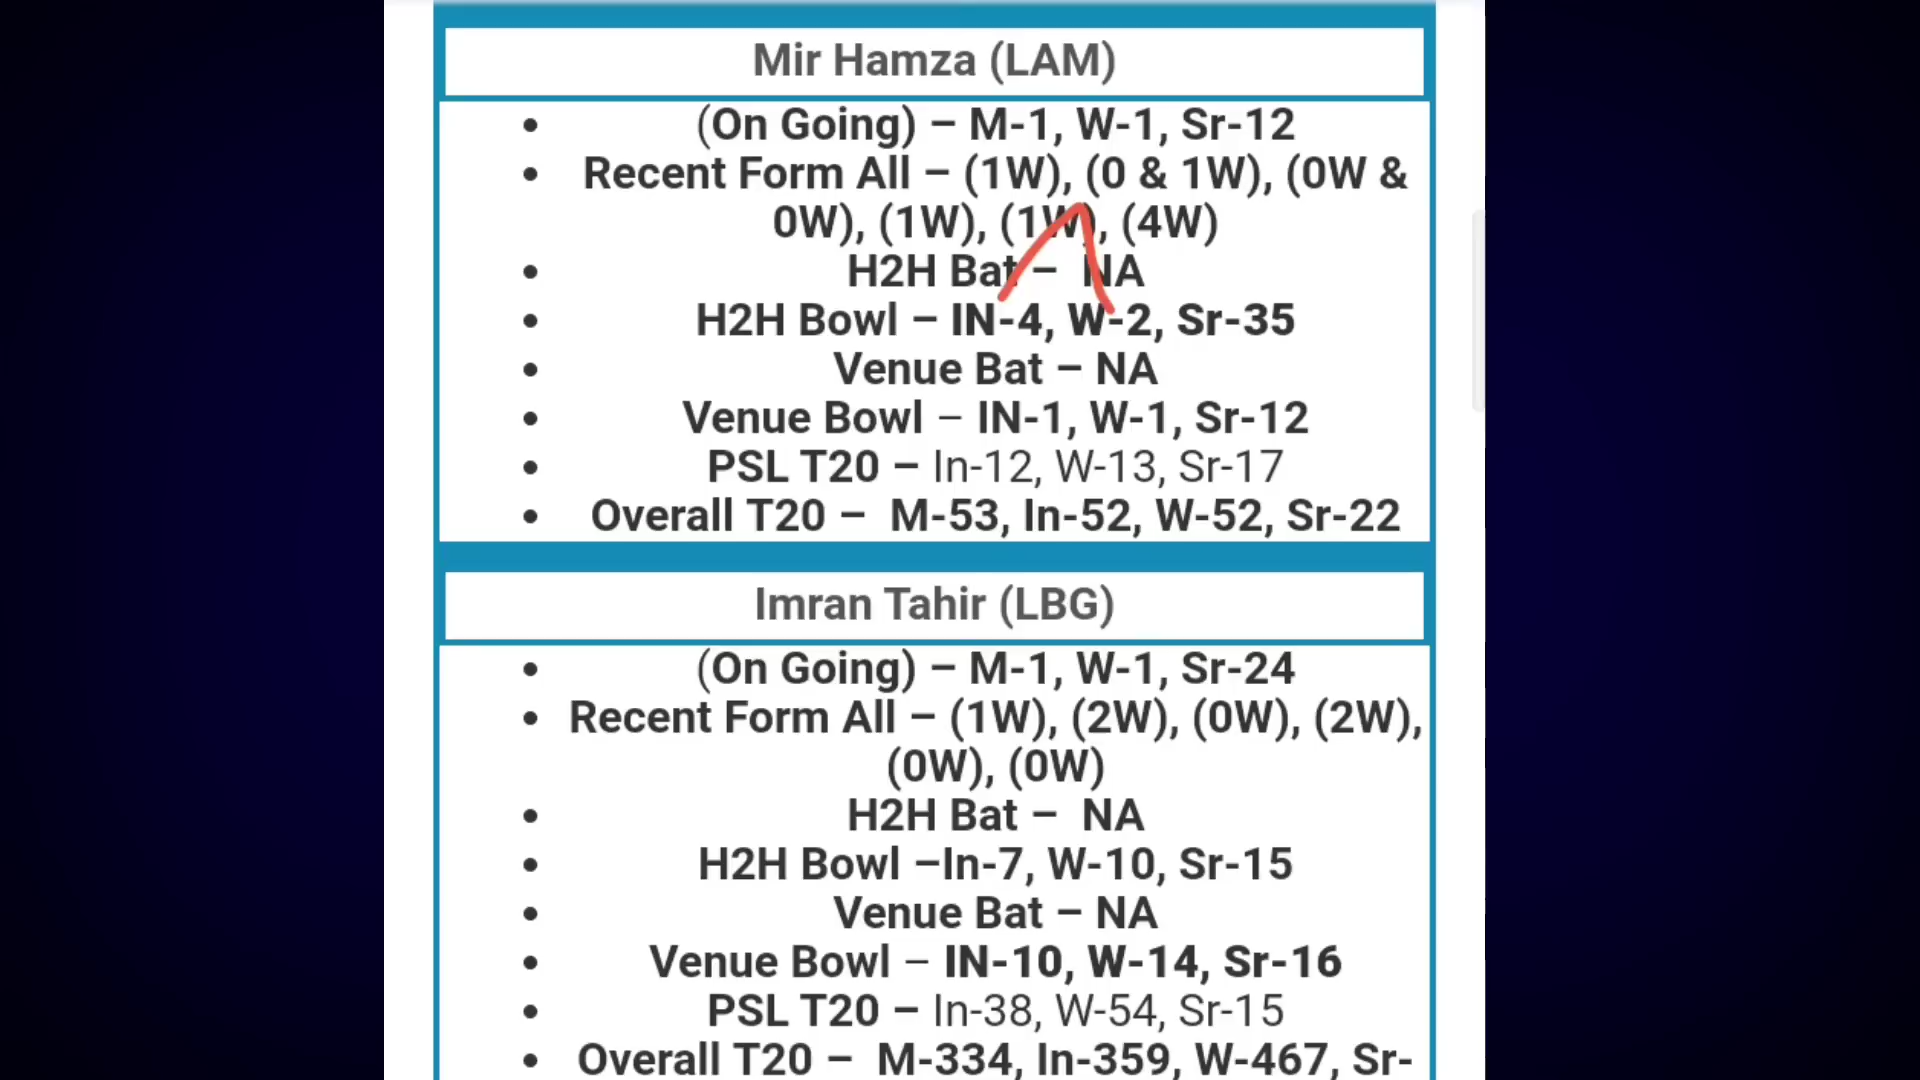 Mir Hamza (LAM)
• (On Going) – M-1, W-1, Sr-12
• Recent Form All – (1W), (0 & 1W), (0W &
0W), (1W), (1W), (4W)
• H2H Bat – NA
• H2H Bowl – IN-4, W-2, Sr-35
• Venue Bat – NA
• Venue Bowl – IN-1, W-1, Sr-12
• PSL T20 – In-12, W-13, Sr-17
• Overall T20 – M-53, In-52, W-52, Sr-22
Imran Tahir (LBG)
• (On Going) – M-1, W-1, Sr-24
• Recent Form All – (1W), (2W), (0W), (2W),
(0W), (0W)
• H2H Bat – NA
• H2H Bowl –In-7, W-10, Sr-15
• Venue Bat – NA
• Venue Bowl – IN-10, W-14, Sr-16
• PSL T20 – In-38, W-54, Sr-15
• Overall T20 – M-334, In-359, W-467, Sr-